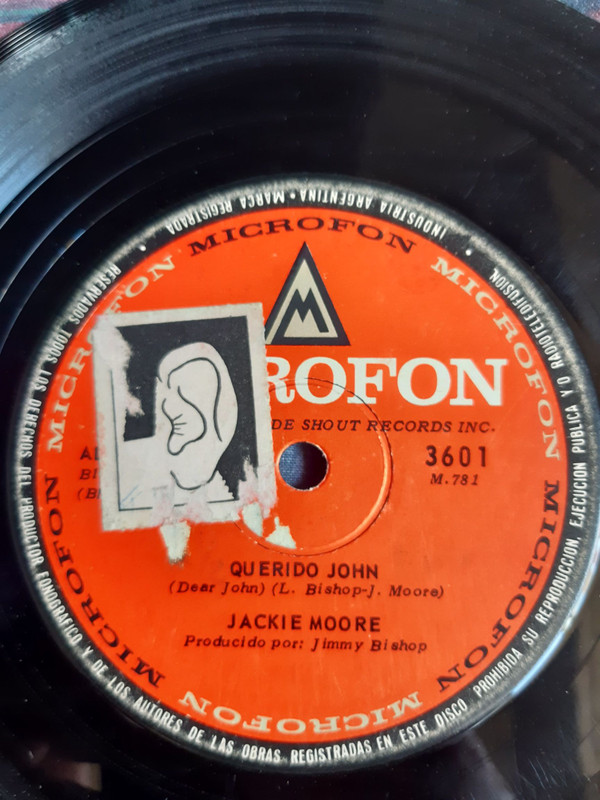 INDUSTRIA ARGENTINA • MARCA REGISTRADA
RESERVADOS TODOS LOS DERECHOS DEL PRODUCTOR FONOGRAFICO Y DE LOS AUTORES DE LAS OBRAS REGISTRADAS EN ESTE DISCO PROHIBIDA SU REPRODUCCION, EJECUCION PUBLICA Y O RADIOTELEDIFUSION.
MICROFON MICROFON MICROFON MICROFON MICROFON MICROFON MICROFON
M
ROFON
DE SHOUT RECORDS INC.
3601
M.781
QUERIDO JOHN
(Dear John) (L. Bishop-J. Moore)
JACKIE MOORE
Producido por: Jimmy Bishop